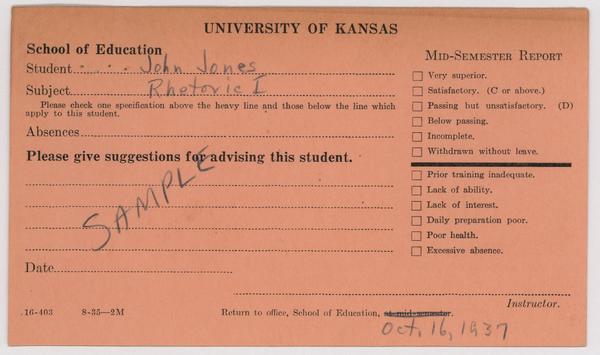 UNIVERSITY OF KANSAS
School of Education
Student John Jones
Subject Rhetoric I
Please check one specification above the heavy line and those below the line which
apply to this student.
Absences
Please give suggestions for advising this student.
SAMPLE
Date
MID-SEMESTER REPORT
Very superior.
Satisfactory. (C or above.)
Passing but unsatisfactory. (D)
Below passing.
Incomplete.
Withdrawn without leave.
Prior training inadequate.
Lack of ability.
Lack of interest.
Daily preparation poor.
Poor health.
Excessive absence.
Instructor.
16-403 8-35—2M
Return to office, School of Education, at mid-semester.
Oct. 16, 1937